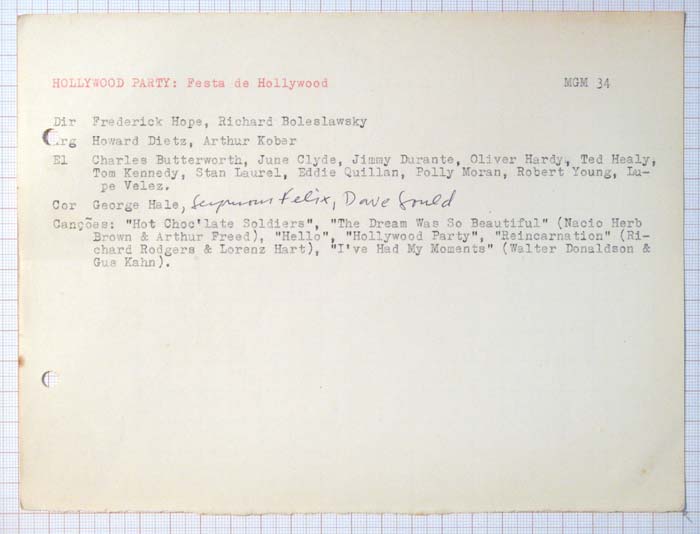 HOLLYWOOD PARTY: Festa de Hollywood MGM 34
Dir Frederick Hope, Richard Boleslawsky
Arg Howard Dietz, Arthur Kober
El Charles Butterworth, June Clyde, Jimmy Durante, Oliver Hardy, Ted Healy,
Tom Kennedy, Stan Laurel, Eddie Quillan, Polly Moran, Robert Young, Lu-
pe Velez.
Cor George Hale, Seymour Felix, Dave Gould
Canções: "Hot Choc'late Soldiers", "The Dream Was So Beautiful" (Nacio Herb
Brown & Arthur Freed), "Hello", "Hollywood Party", "Reincarnation" (Ri-
chard Rodgers & Lorenz Hart), "I've Had My Moments" (Walter Donaldson &
Gus Kahn).